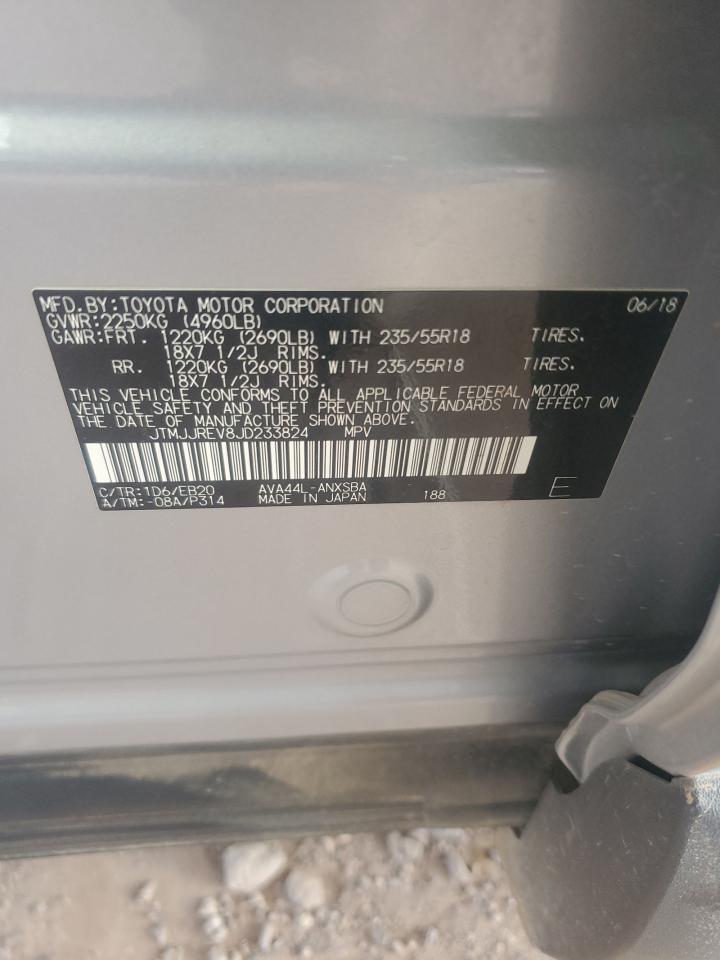 MFD.BY:TOYOTA MOTOR CORPORATION 06/18
GVWR:2250KG (4960LB)
GAWR:FRT. 1220KG (2690LB) WITH 235/55R18 TIRES.
18X7 1/2J RIMS.
RR. 1220KG (2690LB) WITH 235/55R18 TIRES.
18X7 1/2J RIMS.
THIS VEHICLE CONFORMS TO ALL APPLICABLE FEDERAL MOTOR
VEHICLE SAFETY AND THEFT PREVENTION STANDARDS IN EFFECT ON
THE DATE OF MANUFACTURE SHOWN ABOVE.
JTMJJREV8JD233824 MPV
C/TR:1D6/EB20 AVA44L-ANXSBA
A/TM:-08A/P314 MADE IN JAPAN 188 E